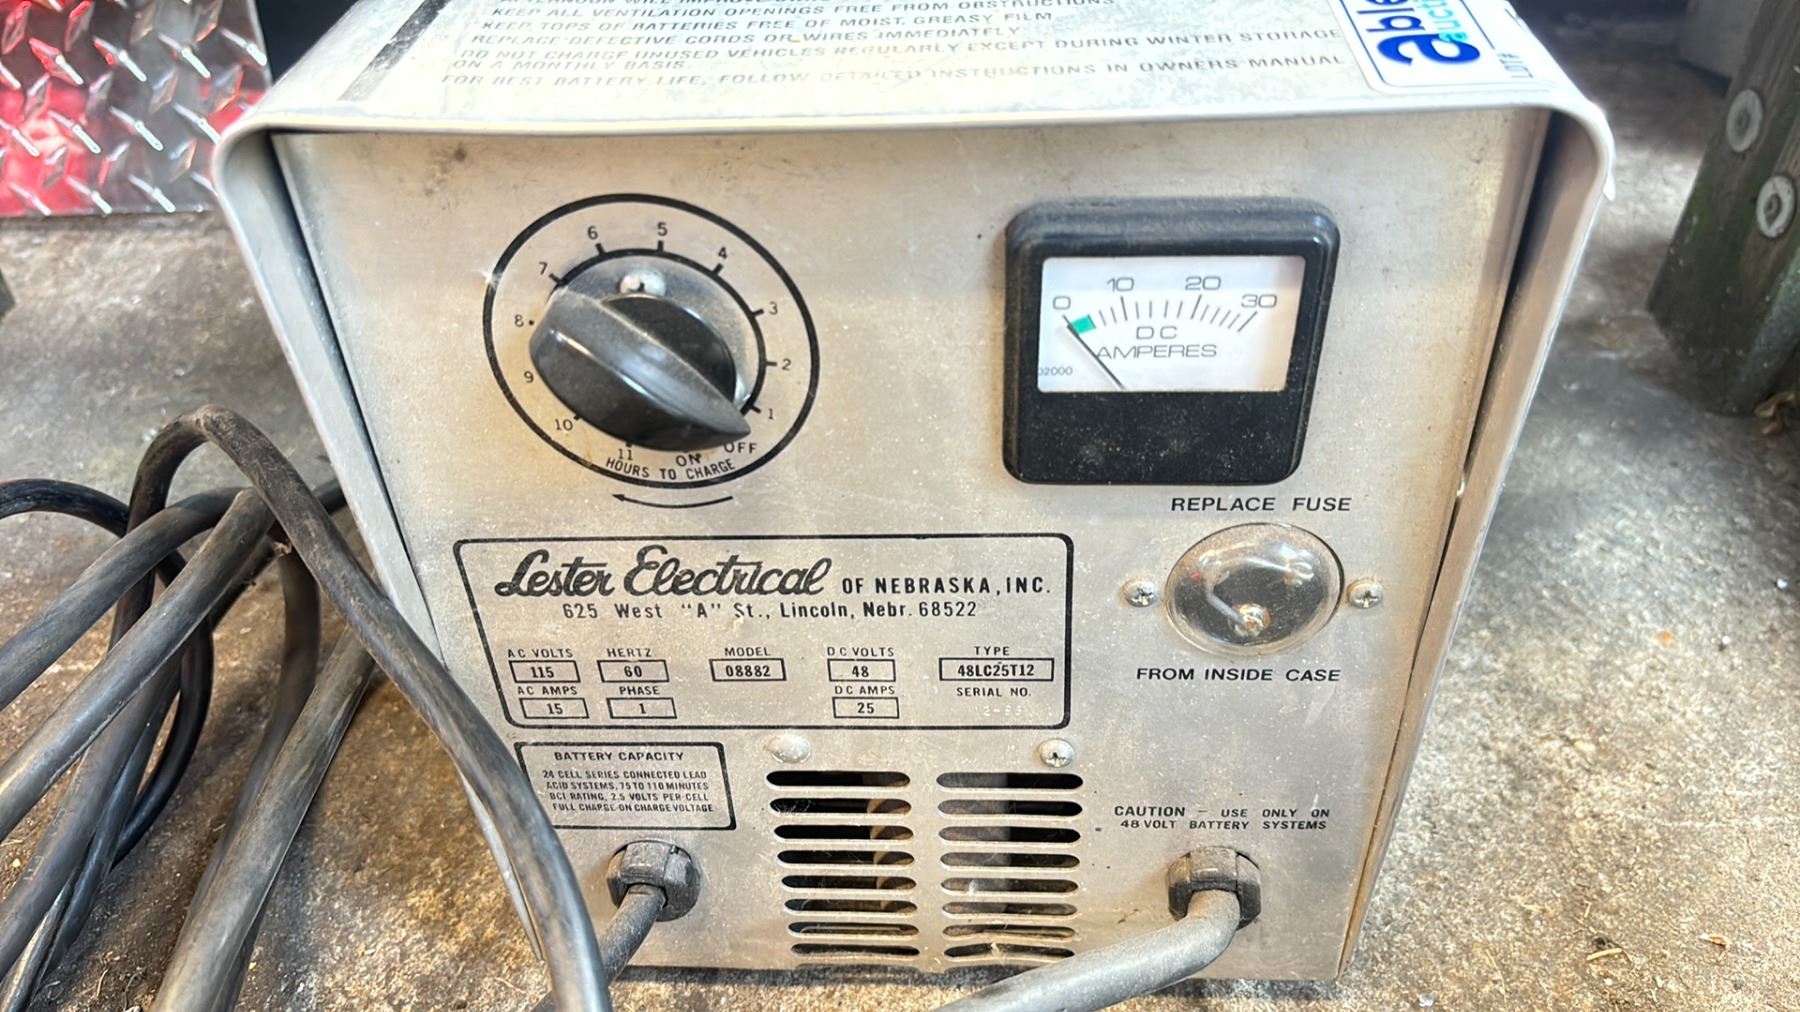 KEEP ALL VENTILATION OPENINGS FREE FROM OBSTRUCTIONS
KEEP TOPS OF BATTERIES FREE OF MOIST, GREASY FILM
REPLACE DEFECTIVE CORDS OR WIRES IMMEDIATELY
DO NOT CHARGE UNUSED VEHICLES REGULARLY EXCEPT DURING WINTER STORAGE
ON A MONTHLY BASIS.
FOR BEST BATTERY LIFE, FOLLOW DETAILED INSTRUCTIONS IN OWNERS MANUAL
able
aucti
LOT#
1
2
3
4
5
6
7
8
9
10
11
ON
OFF
HOURS TO CHARGE
0 10 20 30
DC
AMPERES
02000
REPLACE FUSE
FROM INSIDE CASE
Lester Electrical OF NEBRASKA, INC.
625 West "A" St., Lincoln, Nebr. 68522
AC VOLTS HERTZ MODEL DC VOLTS TYPE
115 60 08882 48 48LC25T12
AC AMPS PHASE DC AMPS SERIAL NO.
15 1 25
BATTERY CAPACITY
24 CELL SERIES CONNECTED LEAD
ACID SYSTEMS, 75 TO 110 MINUTES
BCI RATING, 2.5 VOLTS PER CELL
FULL CHARGE-ON CHARGE VOLTAGE
CAUTION - USE ONLY ON
48 VOLT BATTERY SYSTEMS